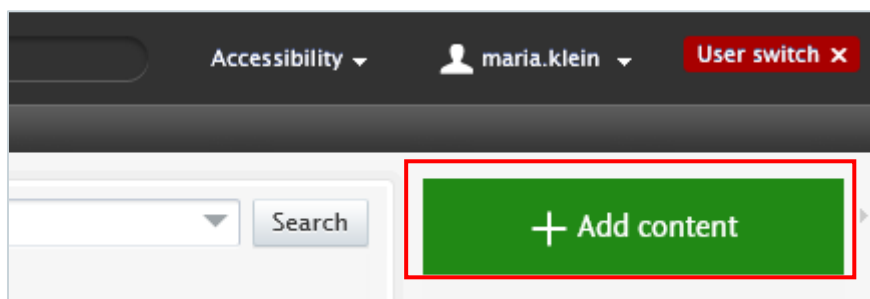 Accessibility
maria.klein
User switch ×
Search
+ Add content